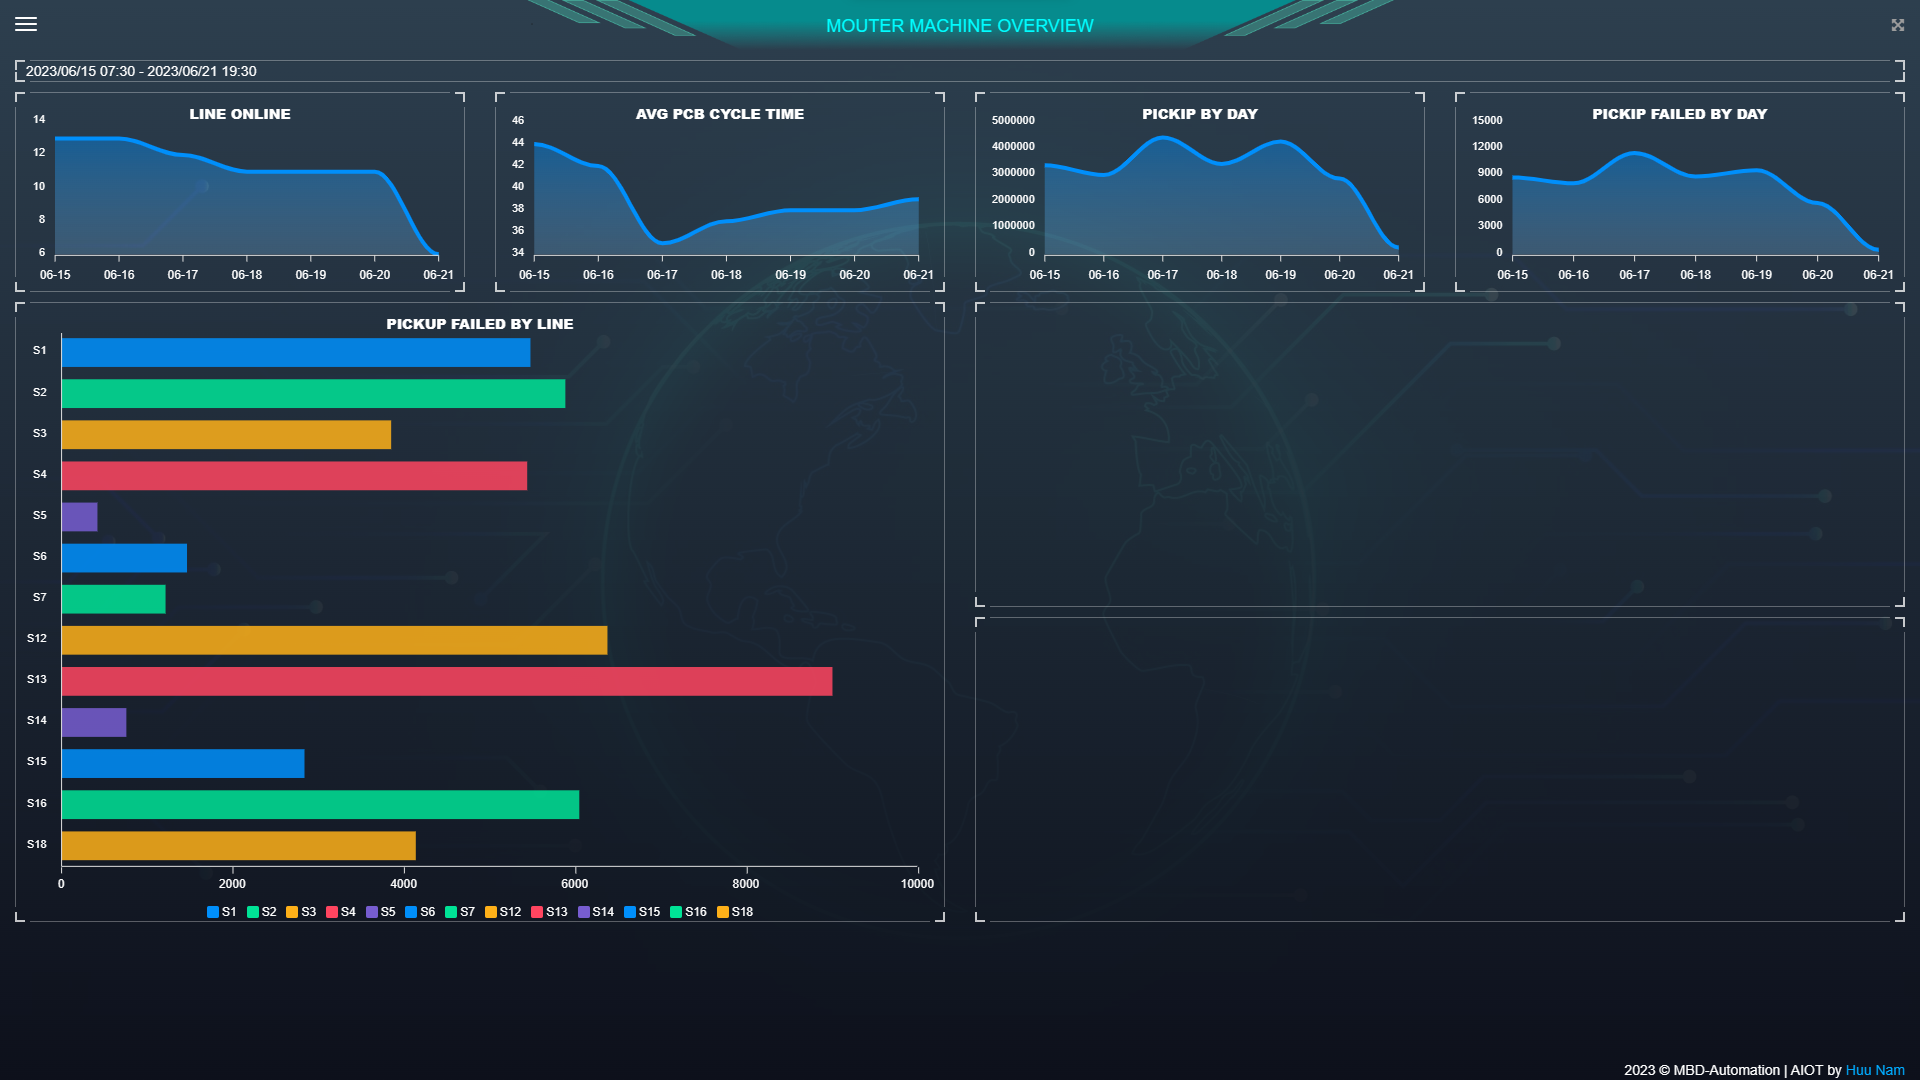 MOUTER MACHINE OVERVIEW
2023/06/15 07:30 - 2023/06/21 19:30
LINE ONLINE
14
12
10
8
6
06-15 06-16 06-17 06-18 06-19 06-20 06-21
AVG PCB CYCLE TIME
46
44
42
40
38
36
34
06-15 06-16 06-17 06-18 06-19 06-20 06-21
PICKIP BY DAY
5000000
4000000
3000000
2000000
1000000
0
06-15 06-16 06-17 06-18 06-19 06-20 06-21
PICKIP FAILED BY DAY
15000
12000
9000
6000
3000
0
06-15 06-16 06-17 06-18 06-19 06-20 06-21
PICKUP FAILED BY LINE
S1
S2
S3
S4
S5
S6
S7
S12
S13
S14
S15
S16
S18
0 2000 4000 6000 8000 10000
S1 S2 S3 S4 S5 S6 S7 S12 S13 S14 S15 S16 S18
2023 © MBD-Automation | AIOT by Huu Nam